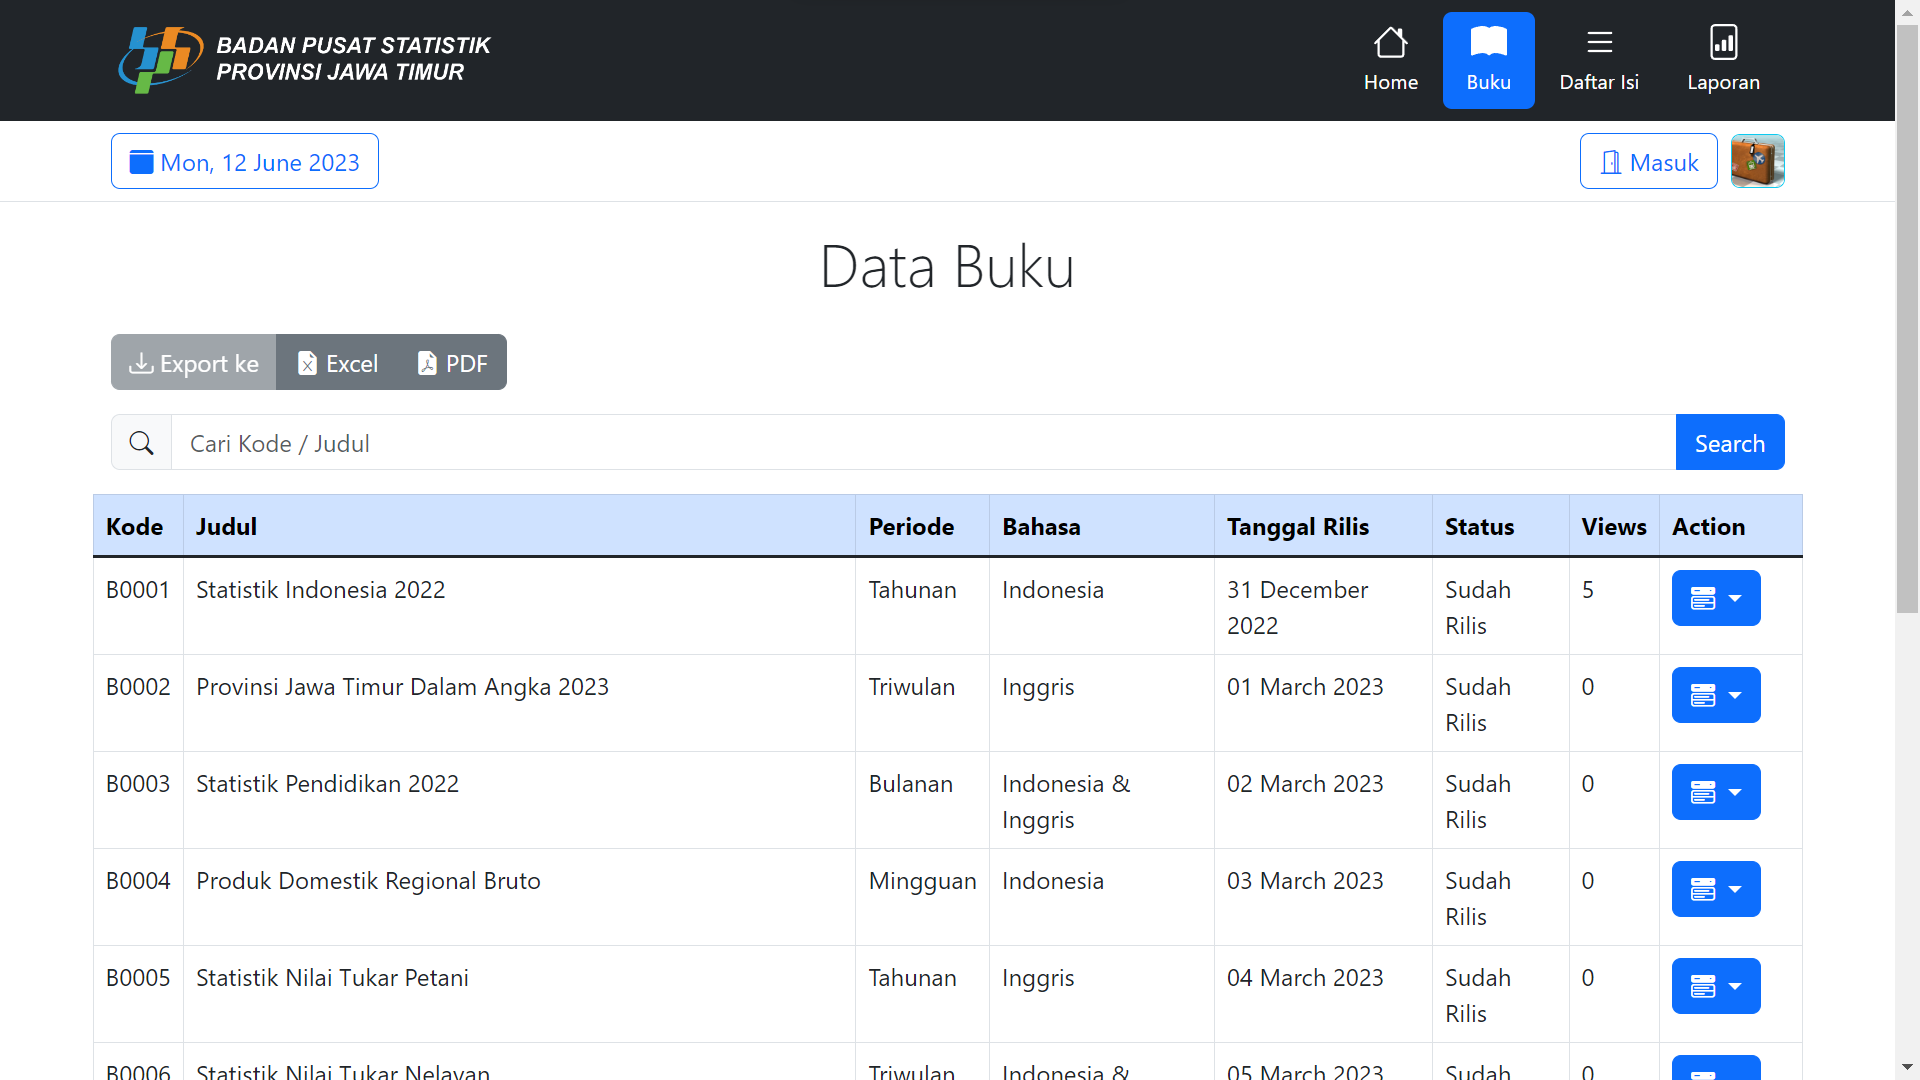 BADAN PUSAT STATISTIK
PROVINSI JAWA TIMUR
Home
Buku
Daftar Isi
Laporan
Mon, 12 June 2023
Masuk
Data Buku
Export ke Excel PDF
Cari Kode / Judul Search
Kode Judul Periode Bahasa Tanggal Rilis Status Views Action
B0001 Statistik Indonesia 2022 Tahunan Indonesia 31 December Sudah 5
2022 Rilis
B0002 Provinsi Jawa Timur Dalam Angka 2023 Triwulan Inggris 01 March 2023 Sudah 0
Rilis
B0003 Statistik Pendidikan 2022 Bulanan Indonesia & 02 March 2023 Sudah 0
Inggris Rilis
B0004 Produk Domestik Regional Bruto Mingguan Indonesia 03 March 2023 Sudah 0
Rilis
B0005 Statistik Nilai Tukar Petani Tahunan Inggris 04 March 2023 Sudah 0
Rilis
B0006 Statistik Nilai Tukar Nelayan Triwulan Indonesia & 05 March 2023 Sudah 0